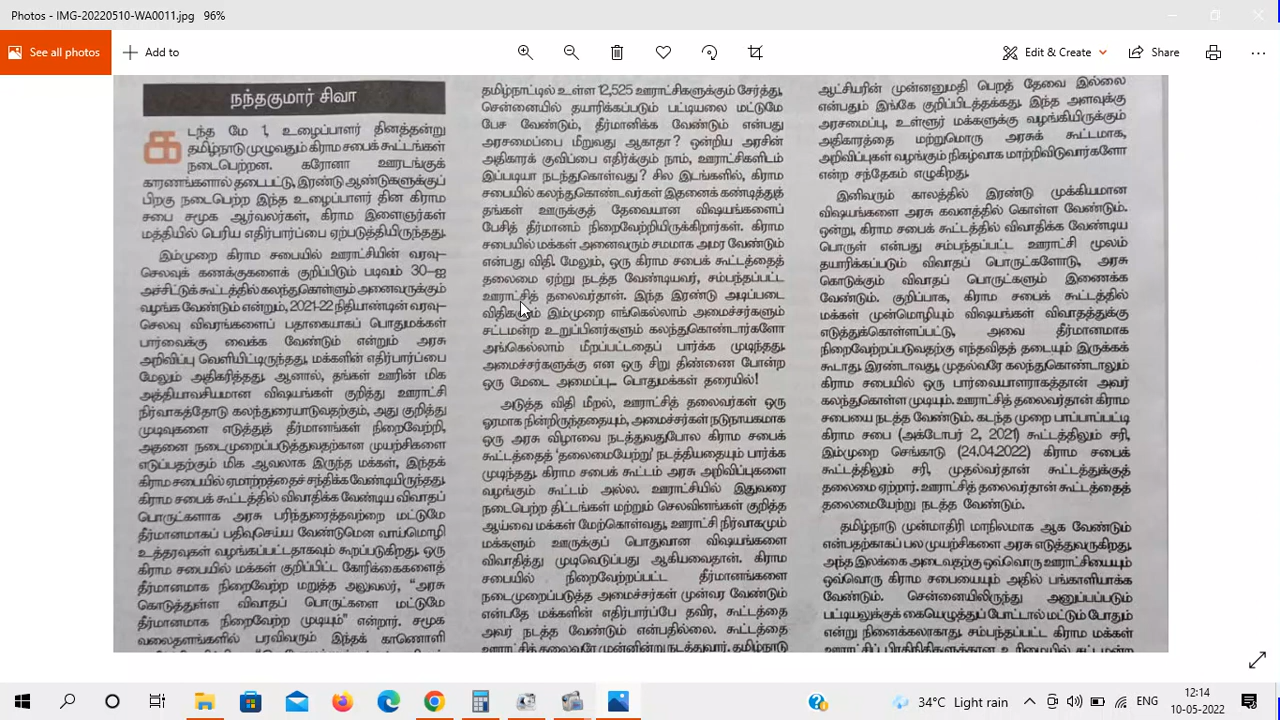 Photos - IMG-20220510-WA0011.jpg 96%
See all photos
Add to
Edit & Create
Share
நந்தகுமார் சிவா
கடந்த மே 1, உழைப்பாளர் தினத்தன்று
தமிழ்நாடு முழுவதும் கிராம சபைக் கூட்டங்கள்
நடைபெற்றன. கரோனா ஊரடங்குக்
காரணங்களால் தடைபட்டு, இரண்டு ஆண்டுகளுக்குப்
பிறகு நடைபெற்ற இந்த உழைப்பாளர் தின கிராம
சபை சமூக ஆர்வலர்கள், கிராம இளைஞர்கள்
மத்தியில் பெரிய எதிர்பார்ப்பை ஏற்படுத்தியிருந்தது.
இம்முறை கிராம சபையில் ஊராட்சியின் வரவு–
செலவுக் கணக்குகளைக் குறிப்பிடும் படிவம் 30–ஐ
அச்சிட்டுக் கூட்டத்தில் கலந்துகொள்ளும் அனைவருக்கும்
வழங்க வேண்டும் என்றும், 2021-22 நிதியாண்டின் வரவு–
செலவு விவரங்களைப் பதாகையாகப் பொதுமக்கள்
பார்வைக்கு வைக்க வேண்டும் என்றும் அரசு
அறிவிப்பு வெளியிட்டிருந்தது, மக்களின் எதிர்பார்ப்பை
மேலும் அதிகரித்தது. ஆனால், தங்கள் ஊரின் மிக
அத்தியாவசியமான விஷயங்கள் குறித்து ஊராட்சி
நிர்வாகத்தோடு கலந்துரையாடுவதற்கும், அது குறித்து
முடிவுகளை எடுத்துத் தீர்மானங்கள் நிறைவேற்றி,
அதனை நடைமுறைப்படுத்துவதற்கான முயற்சிகளை
எடுப்பதற்கும் மிக ஆவலாக இருந்த மக்கள், இந்தக்
கிராம சபையில் ஏமாற்றத்தைச் சந்திக்க வேண்டியிருந்தது.
கிராம சபைக் கூட்டத்தில் விவாதிக்க வேண்டிய விவாதப்
பொருட்களாக அரசு பரிந்துரைத்தவற்றை மட்டுமே
தீர்மானமாகப் பதிவுசெய்ய வேண்டுமென வாய்மொழி
உத்தரவுகள் வழங்கப்பட்டதாகவும் கூறப்படுகிறது. ஒரு
கிராம சபையில் மக்கள் குறிப்பிட்ட கோரிக்கைகளைத்
தீர்மானமாக நிறைவேற்ற மறுத்த அலுவலர், “அரசு
கொடுத்துள்ள விவாதப் பொருட்களை மட்டுமே
தீர்மானமாக நிறைவேற்ற முடியும்” என்றார். சமூக
வலைதளங்களில் பரவிவரும் இந்தக் காணொளி
தமிழ்நாட்டில் உள்ள 12,525 ஊராட்சிகளுக்கும் சேர்த்து,
சென்னையில் தயாரிக்கப்படும் பட்டியலை மட்டுமே
பேச வேண்டும், தீர்மானிக்க வேண்டும் என்பது
அரசமைப்பை மீறுவது ஆகாதா? ஒன்றிய அரசின்
அதிகாரக் குவிப்பை எதிர்க்கும் நாம், ஊராட்சிகளிடம்
இப்படியா நடந்துகொள்வது? சில இடங்களில், கிராம
சபையில் கலந்துகொண்டவர்கள் இதனைக் கண்டித்துத்
தங்கள் ஊருக்குத் தேவையான விஷயங்களைப்
பேசித் தீர்மானம் நிறைவேற்றியிருக்கிறார்கள். கிராம
சபையில் மக்கள் அனைவரும் சமமாக அமர வேண்டும்
என்பது விதி. மேலும், ஒரு கிராம சபைக் கூட்டத்தைத்
தலைமை ஏற்று நடத்த வேண்டியவர், சம்பந்தப்பட்ட
ஊராட்சித் தலைவர்தான். இந்த இரண்டு அடிப்படை
விதிகளும் இம்முறை எங்கெல்லாம் அமைச்சர்களும்
சட்டமன்ற உறுப்பினர்களும் கலந்துகொண்டார்களோ
அங்கெல்லாம் மீறப்பட்டதைப் பார்க்க முடிந்தது.
அமைச்சர்களுக்கு என ஒரு சிறு திண்ணை போன்ற
ஒரு மேடை அமைப்பு... பொதுமக்கள் தரையில்!
அடுத்த விதி மீறல், ஊராட்சித் தலைவர்கள் ஒரு
ஓரமாக நின்றிருந்ததையும், அமைச்சர்கள் நடுநாயகமாக
ஒரு அரசு விழாவை நடத்துவதுபோல கிராம சபைக்
கூட்டத்தைத் ‘தலைமையேற்று’ நடத்தியதையும் பார்க்க
முடிந்தது. கிராம சபைக் கூட்டம் அரசு அறிவிப்புகளை
வழங்கும் கூட்டம் அல்ல. ஊராட்சியில் இதுவரை
நடைபெற்ற திட்டங்கள் மற்றும் செலவினங்கள் குறித்த
ஆய்வை மக்கள் மேற்கொள்வது, ஊராட்சி நிர்வாகமும்
மக்களும் ஊருக்குப் பொதுவான விஷயங்களை
விவாதித்து முடிவெடுப்பது ஆகியவைதான். கிராம
சபையில் நிறைவேற்றப்பட்ட தீர்மானங்களை
நடைமுறைப்படுத்த அமைச்சர்கள் முன்வர வேண்டும்
என்பதே மக்களின் எதிர்பார்ப்பே தவிர, கூட்டத்தை
அவர் நடத்த வேண்டும் என்பதில்லை. கூட்டத்தை
ஊராட்சித் தலைவரே முன்னின்று நடத்துவார். தமிழ்நாடு
ஆட்சியரின் முன்னனுமதி பெறத் தேவை இல்லை
என்பதும் இங்கே குறிப்பிடத்தக்கது. இந்த அளவுக்கு
அரசமைப்பு, உள்ளூர் மக்களுக்கு வழங்கியிருக்கும்
அதிகாரத்தை மற்றுமொரு அரசுக் கூட்டமாக,
அறிவிப்புகள் வழங்கும் நிகழ்வாக மாற்றிவிடுவார்களோ
என்ற சந்தேகம் எழுகிறது.
இனிவரும் காலத்தில் இரண்டு முக்கியமான
விஷயங்களை அரசு கவனத்தில் கொள்ள வேண்டும்.
ஒன்று, கிராம சபைக் கூட்டத்தில் விவாதிக்க வேண்டிய
பொருள் என்பது சம்பந்தப்பட்ட ஊராட்சி மூலம்
தயாரிக்கப்படும் விவாதப் பொருட்களோடு, அரசு
கொடுக்கும் விவாதப் பொருட்களும் இணைக்க
வேண்டும். குறிப்பாக, கிராம சபைக் கூட்டத்தில்
மக்கள் முன்மொழியும் விஷயங்கள் விவாதத்துக்கு
எடுத்துக்கொள்ளப்பட்டு, அவை தீர்மானமாக
நிறைவேற்றப்படுவதற்கு எந்தவிதத் தடையும் இருக்கக்
கூடாது. இரண்டாவது, முதல்வரே கலந்துகொண்டாலும்
கிராம சபையில் ஒரு பார்வையாளராகத்தான் அவர்
கலந்துகொள்ள முடியும். ஊராட்சித் தலைவர்தான் கிராம
சபையை நடத்த வேண்டும். கடந்த முறை பாப்பாப்பட்டி
கிராம சபை (அக்டோபர் 2, 2021) கூட்டத்திலும் சரி,
இம்முறை செங்காடு (24.04.2022) கிராம சபைக்
கூட்டத்திலும் சரி, முதல்வர்தான் கூட்டத்துக்குத்
தலைமை ஏற்றார். ஊராட்சித் தலைவர்தான் கூட்டத்தைத்
தலைமையேற்று நடத்த வேண்டும்.
தமிழ்நாடு முன்மாதிரி மாநிலமாக ஆக வேண்டும்
என்பதற்காகப் பல முயற்சிகளை அரசு எடுத்துவருகிறது.
அந்த இலக்கை அடைவதற்கு ஒவ்வொரு ஊராட்சியையும்
ஒவ்வொரு கிராம சபையையும் அதில் பங்காளியாக்க
வேண்டும். சென்னையிலிருந்து அனுப்பப்படும்
பட்டியலுக்குக் கையெழுத்துப் போட்டால் மட்டும் போதும்
என்று நினைக்கலாகாது. சம்பந்தப்பட்ட கிராம மக்கள்
ஊராட்சிப் பிரதிநிதிகளுக்கான உரிமையில் சட்டமன்ற
34°C Light rain
ENG
2:14
10-05-2022